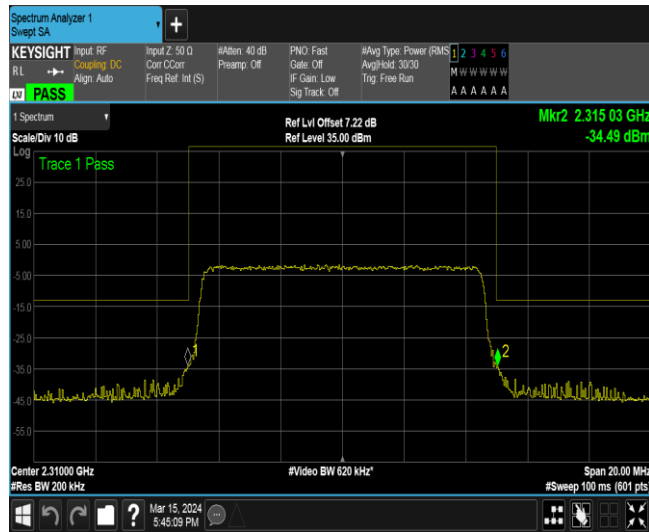 Spectrum Analyzer 1
Swept SA
KEYSIGHT
Input: RF
Coupling: DC
Align: Auto
Input Z: 50 Ω
Corr CCorr
Freq Ref: Int (S)
#Atten: 40 dB
Preamp: Off
PNO: Fast
Gate: Off
IF Gain: Low
Sig Track: Off
#Avg Type: Power (RMS
Avg|Hold: 30/30
Trig: Free Run
1 2 3 4 5 6
M W W W W W
A A A A A A
R L
LXI PASS
1 Spectrum
Scale/Div 10 dB
Ref Lvl Offset 7.22 dB
Ref Level 35.00 dBm
Mkr2 2.315 03 GHz
-34.49 dBm
Log
Trace 1 Pass
25.0
15.0
5.00
-5.00
-15.0
-25.0
-35.0
-45.0
-55.0
1
2
Center 2.31000 GHz
#Res BW 200 kHz
#Video BW 620 kHz*
Span 20.00 MHz
#Sweep 100 ms (601 pts)
?
Mar 15, 2024
5:45:09 PM